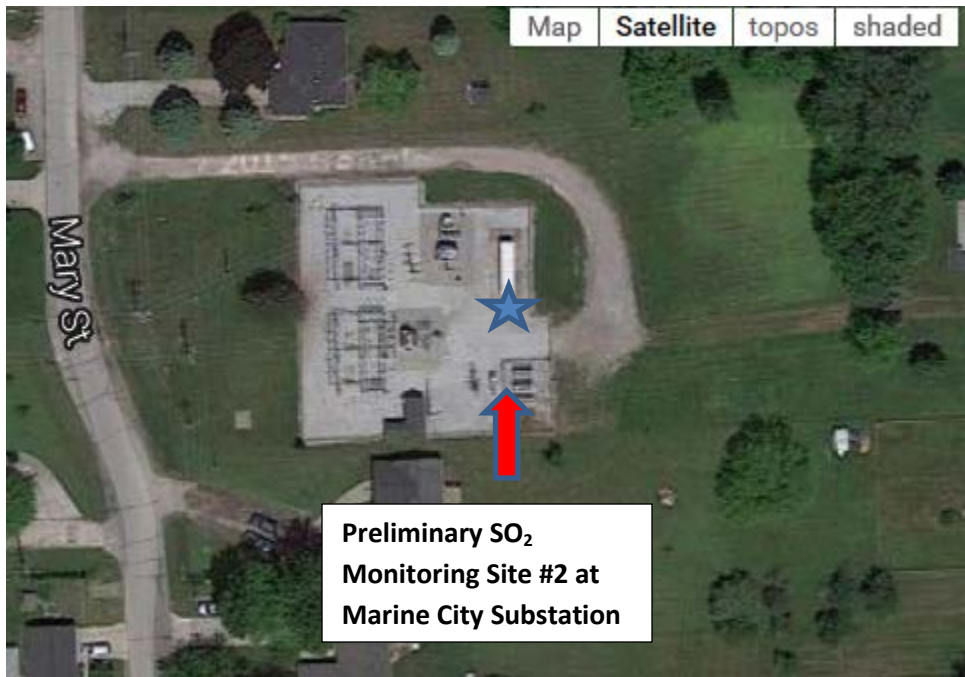 Map Satellite topos shaded
Mary St
Preliminary SO₂
Monitoring Site #2 at
Marine City Substation